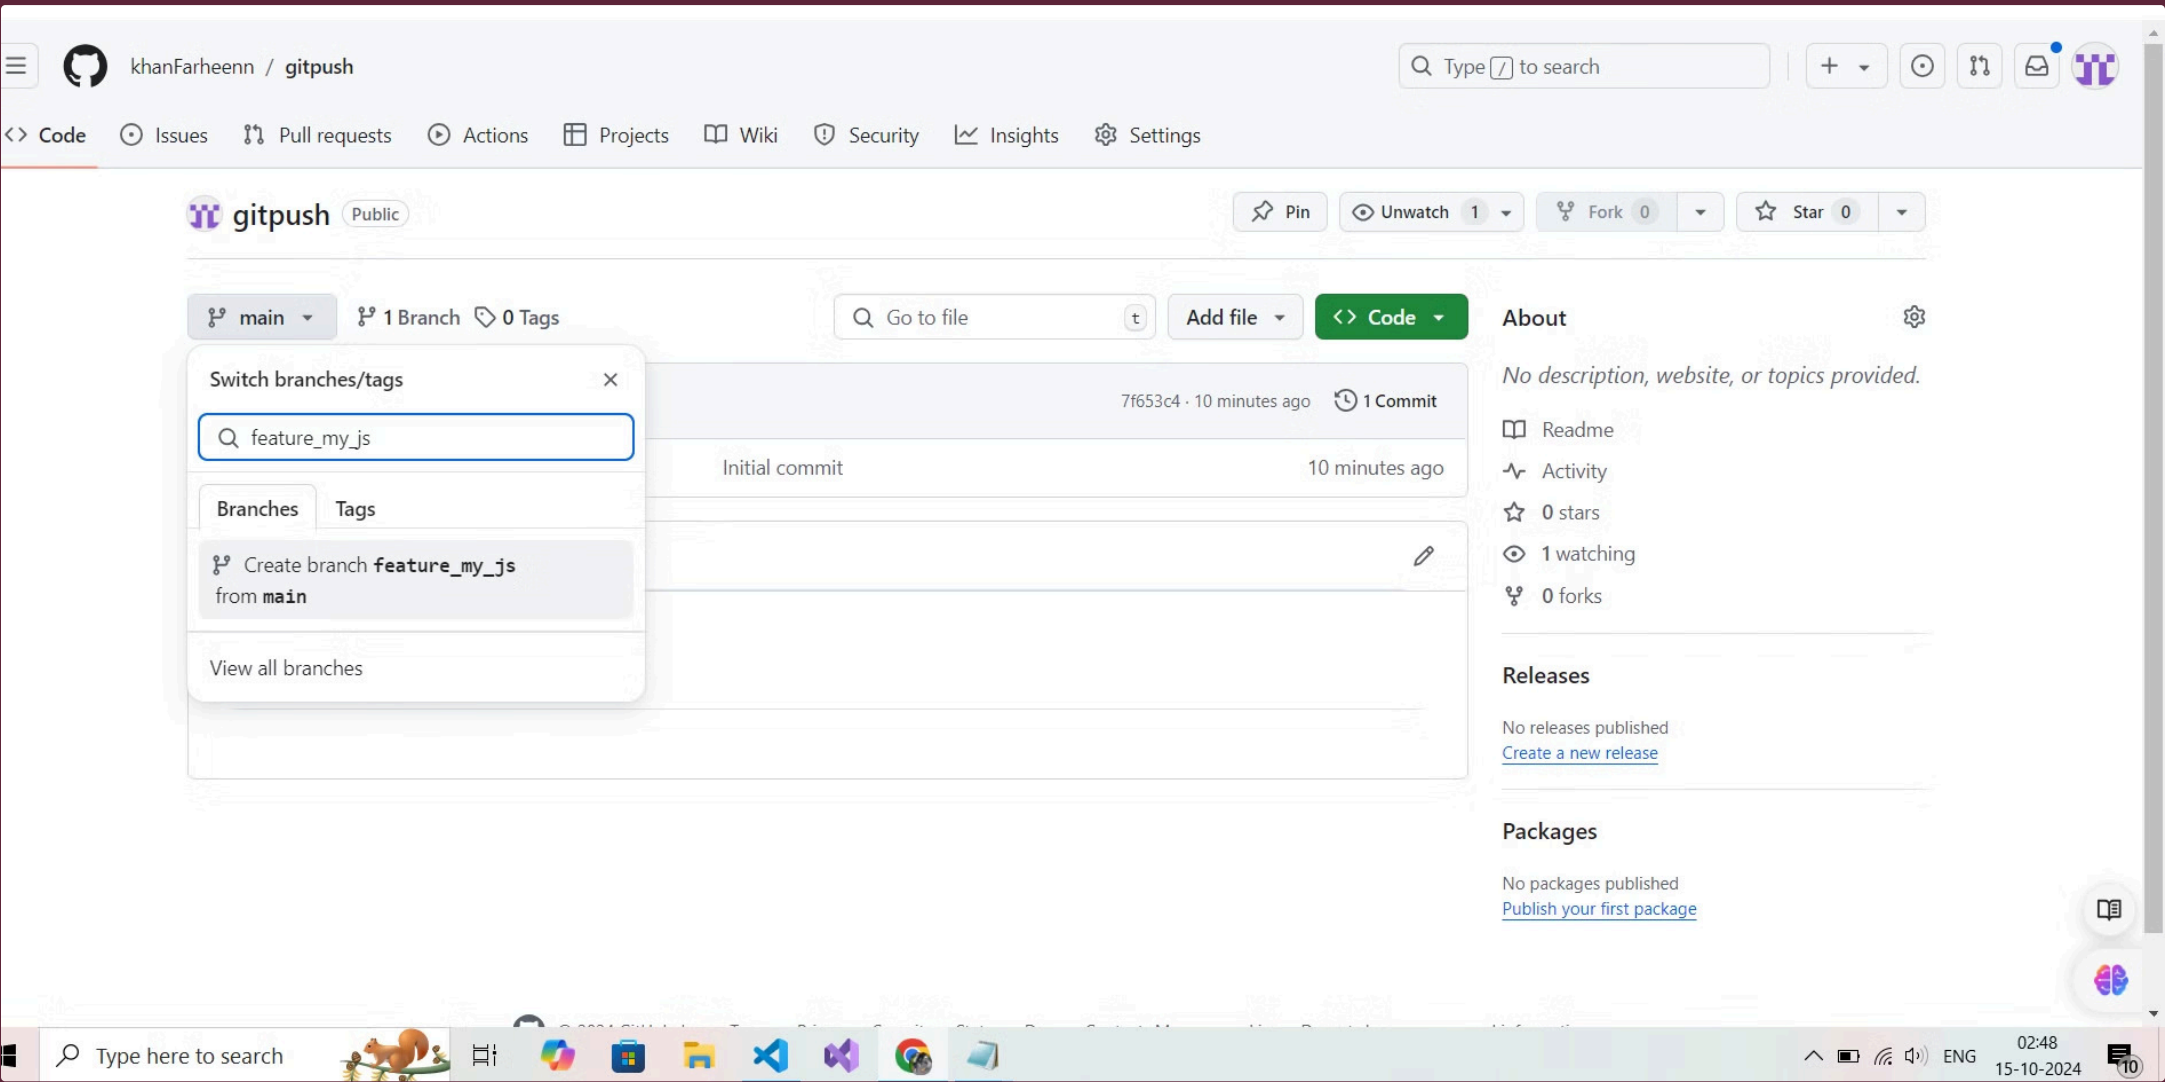 khanFarheenn / gitpush
Type / to search
Code Issues Pull requests Actions Projects Wiki Security Insights Settings
gitpush Public
Pin Unwatch 1 Fork 0 Star 0
main 1 Branch 0 Tags
Go to file t Add file Code
Switch branches/tags
feature_my_js
Branches Tags
Create branch feature_my_js
from main
View all branches
7f653c4 · 10 minutes ago 1 Commit
Initial commit 10 minutes ago
About
No description, website, or topics provided.
Readme
Activity
0 stars
1 watching
0 forks
Releases
No releases published
Create a new release
Packages
No packages published
Publish your first package
Type here to search
ENG
02:48
15-10-2024
10